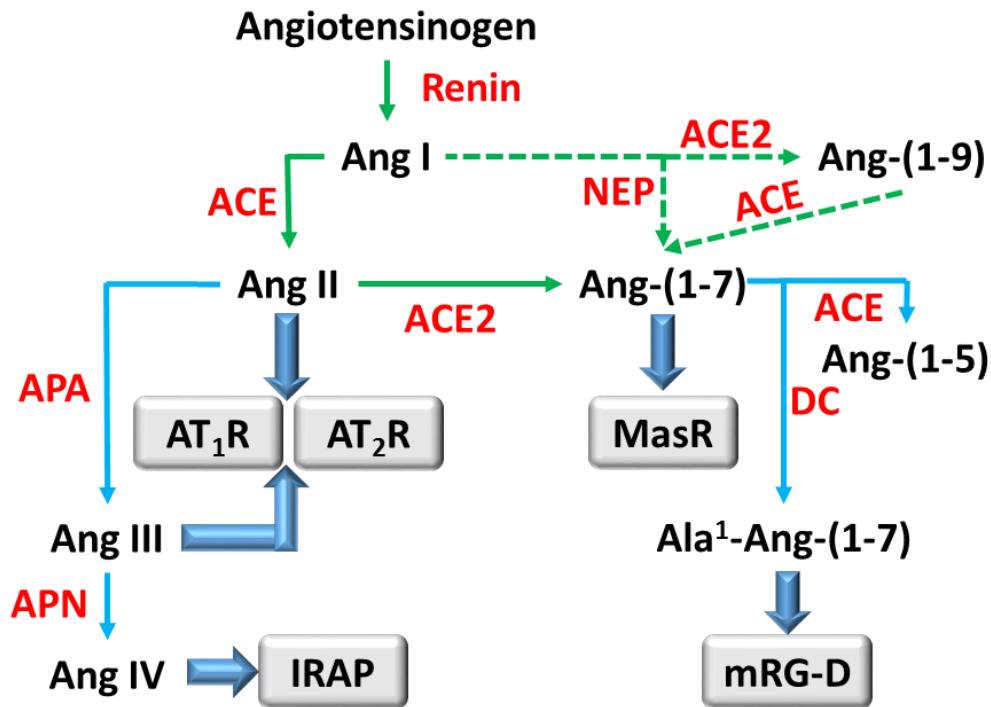 Angiotensinogen
Renin
Ang I
ACE2
Ang-(1-9)
ACE
NEP
ACE
Ang II
ACE2
Ang-(1-7)
ACE
Ang-(1-5)
APA
AT₁R
AT₂R
MasR
DC
Ang III
Ala¹-Ang-(1-7)
APN
Ang IV
IRAP
mRG-D